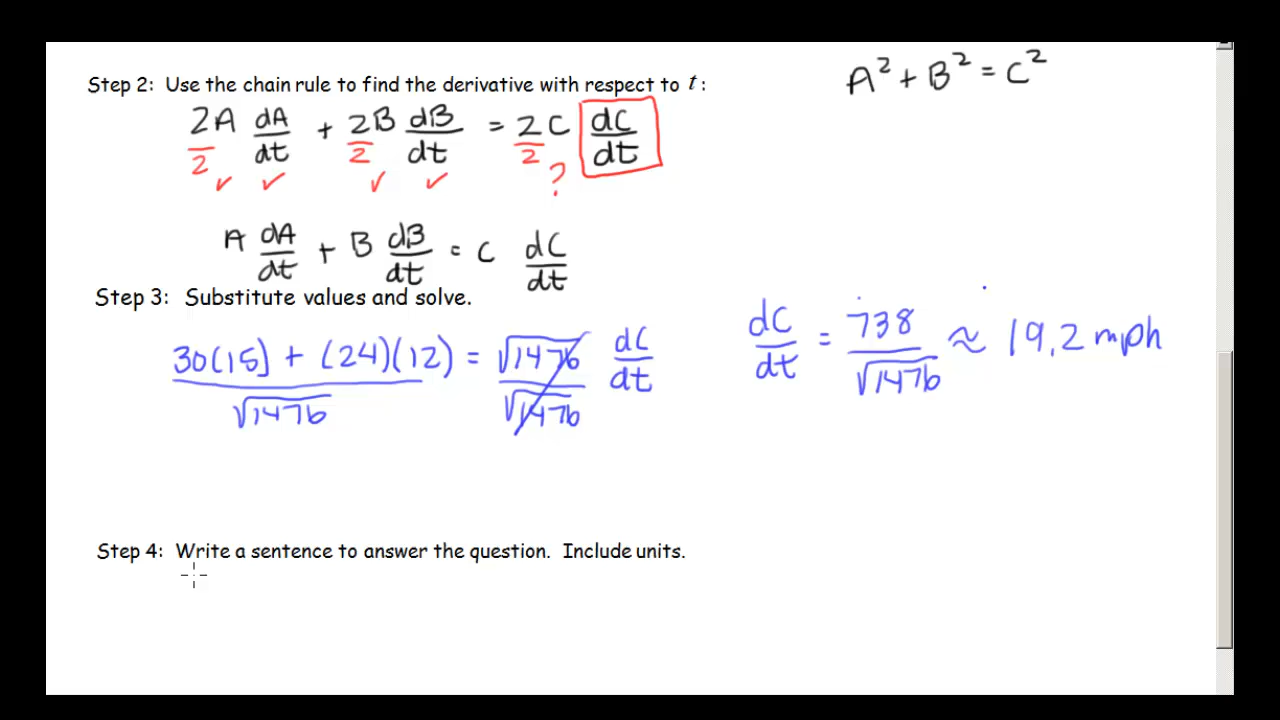 Step 2: Use the chain rule to find the derivative with respect to t:
A² + B² = C²
2A dA/dt + 2B dB/dt = 2C dC/dt
2 2 2
✓ ✓ ✓ ✓ ?
A dA/dt + B dB/dt = C dC/dt
Step 3: Substitute values and solve.
30(15) + (24)(12) = √1476 dC/dt
√1476 √1476
dC/dt = 738/√1476 ≈ 19.2 mph
Step 4: Write a sentence to answer the question. Include units.